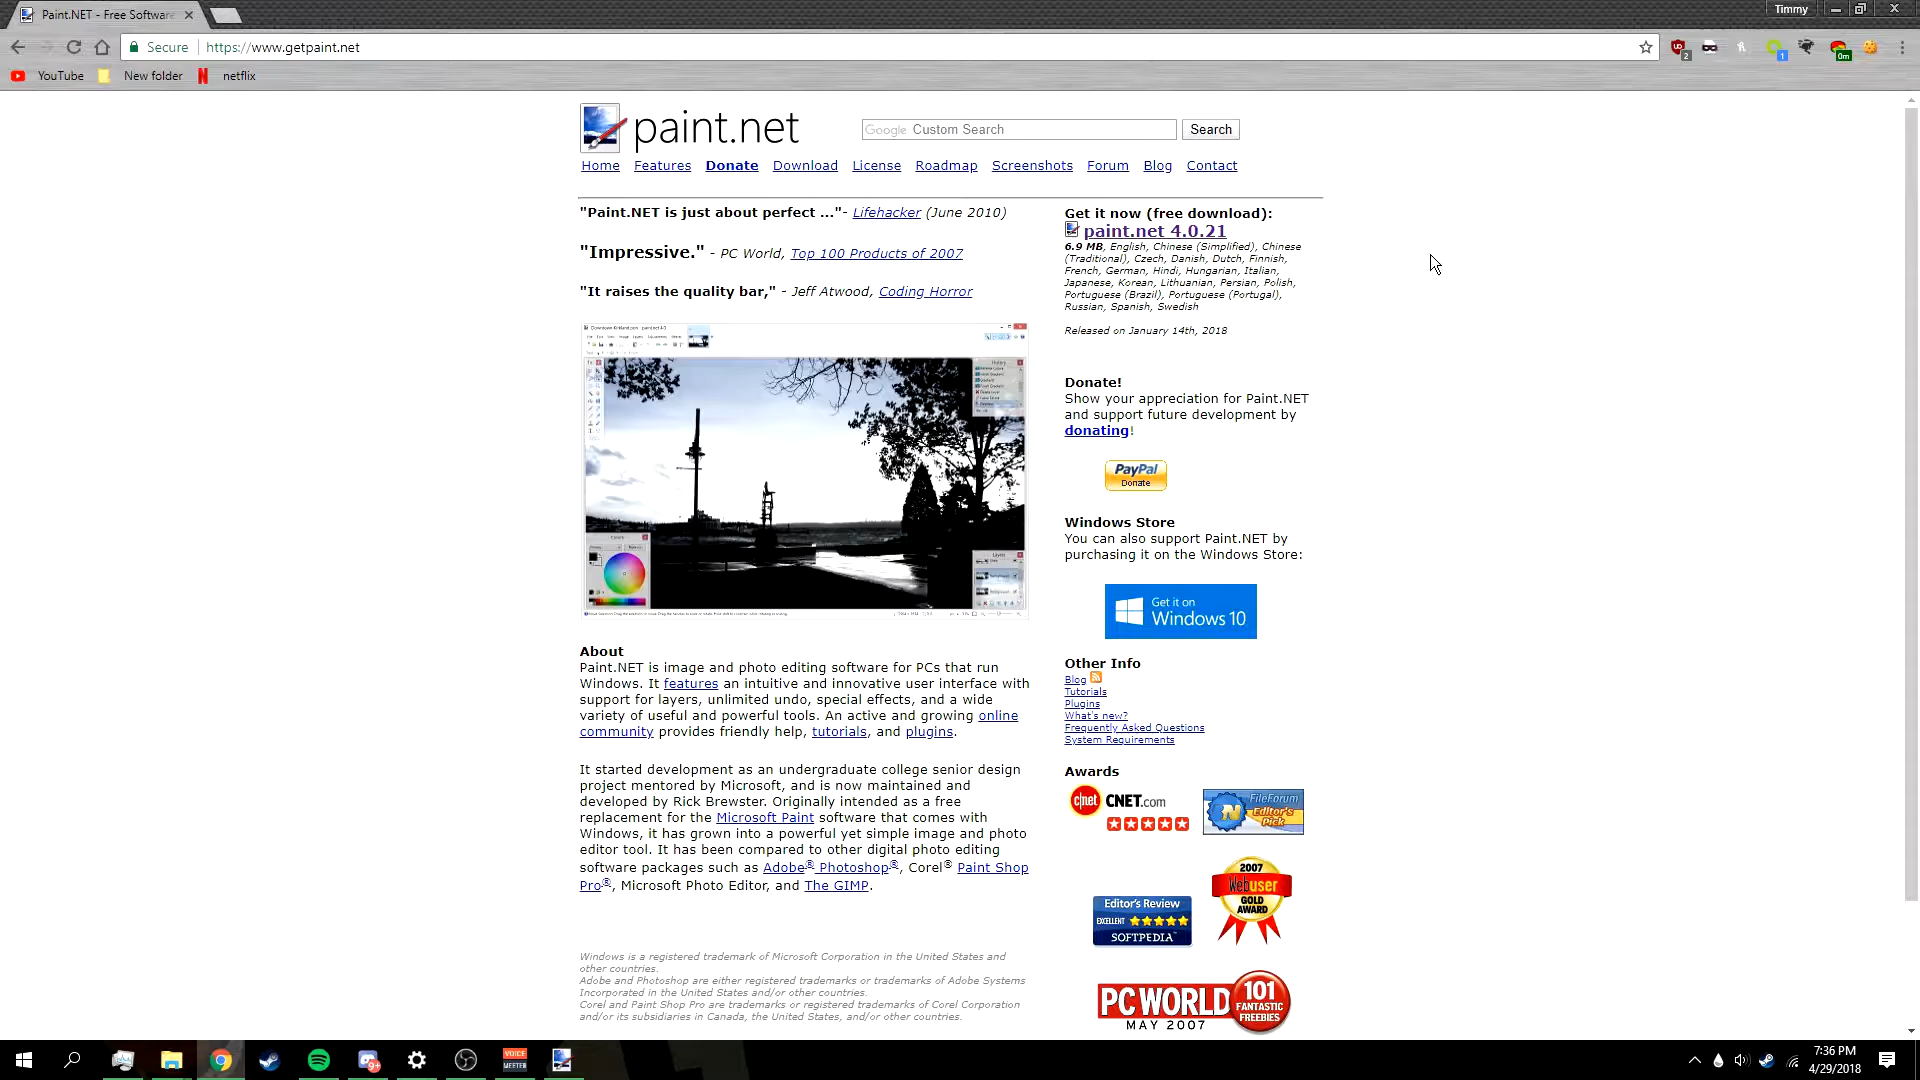 Paint.NET - Free Software
Timmy
Secure
https://www.getpaint.net
2
1
0m
YouTube
New folder
netflix
paint.net
Google Custom Search
Search
Home Features Donate Download License Roadmap Screenshots Forum Blog Contact
"Paint.NET is just about perfect ..."- Lifehacker (June 2010)
"Impressive." - PC World, Top 100 Products of 2007
"It raises the quality bar," - Jeff Atwood, Coding Horror
About
Paint.NET is image and photo editing software for PCs that run
Windows. It features an intuitive and innovative user interface with
support for layers, unlimited undo, special effects, and a wide
variety of useful and powerful tools. An active and growing online
community provides friendly help, tutorials, and plugins.
It started development as an undergraduate college senior design
project mentored by Microsoft, and is now maintained and
developed by Rick Brewster. Originally intended as a free
replacement for the Microsoft Paint software that comes with
Windows, it has grown into a powerful yet simple image and photo
editor tool. It has been compared to other digital photo editing
software packages such as Adobe® Photoshop®, Corel® Paint Shop
Pro®, Microsoft Photo Editor, and The GIMP.
Windows is a registered trademark of Microsoft Corporation in the United States and
other countries.
Adobe and Photoshop are either registered trademarks or trademarks of Adobe Systems
Incorporated in the United States and/or other countries.
Corel and Paint Shop Pro are trademarks or registered trademarks of Corel Corporation
and/or its subsidiaries in Canada, the United States, and/or other countries.
Get it now (free download):
paint.net 4.0.21
6.9 MB, English, Chinese (Simplified), Chinese
(Traditional), Czech, Danish, Dutch, Finnish,
French, German, Hindi, Hungarian, Italian,
Japanese, Korean, Lithuanian, Persian, Polish,
Portuguese (Brazil), Portuguese (Portugal),
Russian, Spanish, Swedish
Released on January 14th, 2018
Donate!
Show your appreciation for Paint.NET
and support future development by
donating!
PayPal
Donate
Windows Store
You can also support Paint.NET by
purchasing it on the Windows Store:
Get it on
Windows 10
Other Info
Blog
Tutorials
Plugins
What's new?
Frequently Asked Questions
System Requirements
Awards
c|net CNET.com
FileForum
Editor's
Pick
2007
Webuser
GOLD
AWARD
Editor's Review
EXCELLENT
SOFTPEDIA
PC WORLD
MAY 2007
101
FANTASTIC
FREEBIES
9+
VOICE
MEETER
7:36 PM
4/29/2018